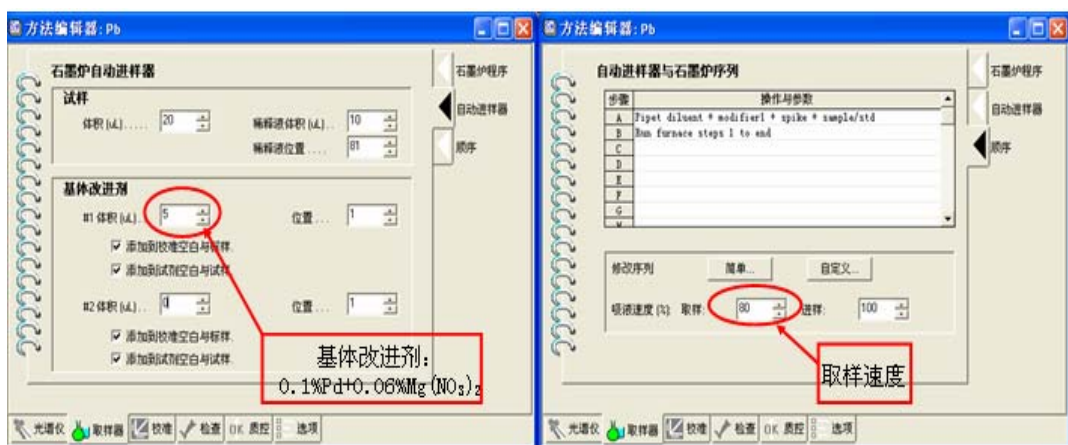 方法编辑器: Pb
石墨炉自动进样器
试样
体积 (uL)..... 20
稀释液体积 (uL).. 10
稀释液位置.... 81
基体改进剂
#1 体积 (uL).. 5
位置... 1
添加到校准空白与标样.
添加到试剂空白与试样.
#2 体积 (uL)... 0
位置... 1
添加到校准空白与标样.
添加到试剂空白与试样.
基体改进剂:
0.1%Pd+0.06%Mg(NO₃)₂
石墨炉程序
自动进样器
顺序
光谱仪 取样器 校准 检查 OK 质控 选项
方法编辑器: Pb
自动进样器与石墨炉序列
步骤 操作与参数
A Pipet diluent + modifier1 + spike + sample/std
B Run furnace steps 1 to end
C
D
E
F
G
修改序列 简单... 自定义...
吸液速度 (%) 取样: 80 进样: 100
取样速度
石墨炉程序
自动进样器
顺序
光谱仪 取样器 校准 检查 OK 质控 选项